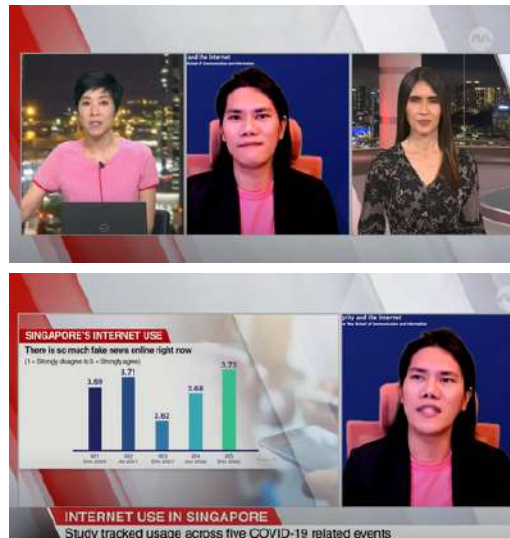 and the Internet
School of Communication and Information
SINGAPORE'S INTERNET USE
There is so much fake news online right now
(1 = Strongly disagree to 5 = Strongly agree)
3.69
3.71
3.62
3.68
3.73
W1
W2
W3
W4
W5
and the Internet
School of Communication and Information
INTERNET USE IN SINGAPORE
Study tracked usage across five COVID-19 related events